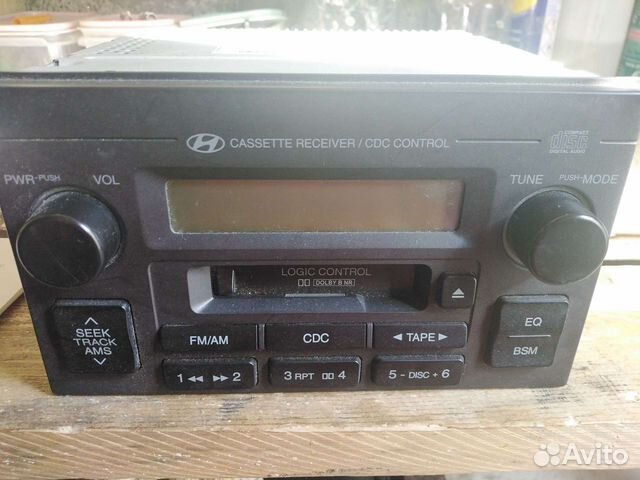 CASSETTE RECEIVER / CDC CONTROL
COMPACT
disc
DIGITAL AUDIO
PWR-PUSH VOL
TUNE PUSH-MODE
LOGIC CONTROL
DOLBY B NR
SEEK
TRACK
AMS
FM/AM CDC ◀ TAPE ▶
EQ
BSM
1 ◀◀ ▶▶ 2 3 RPT 4 5 - DISC + 6
Avito